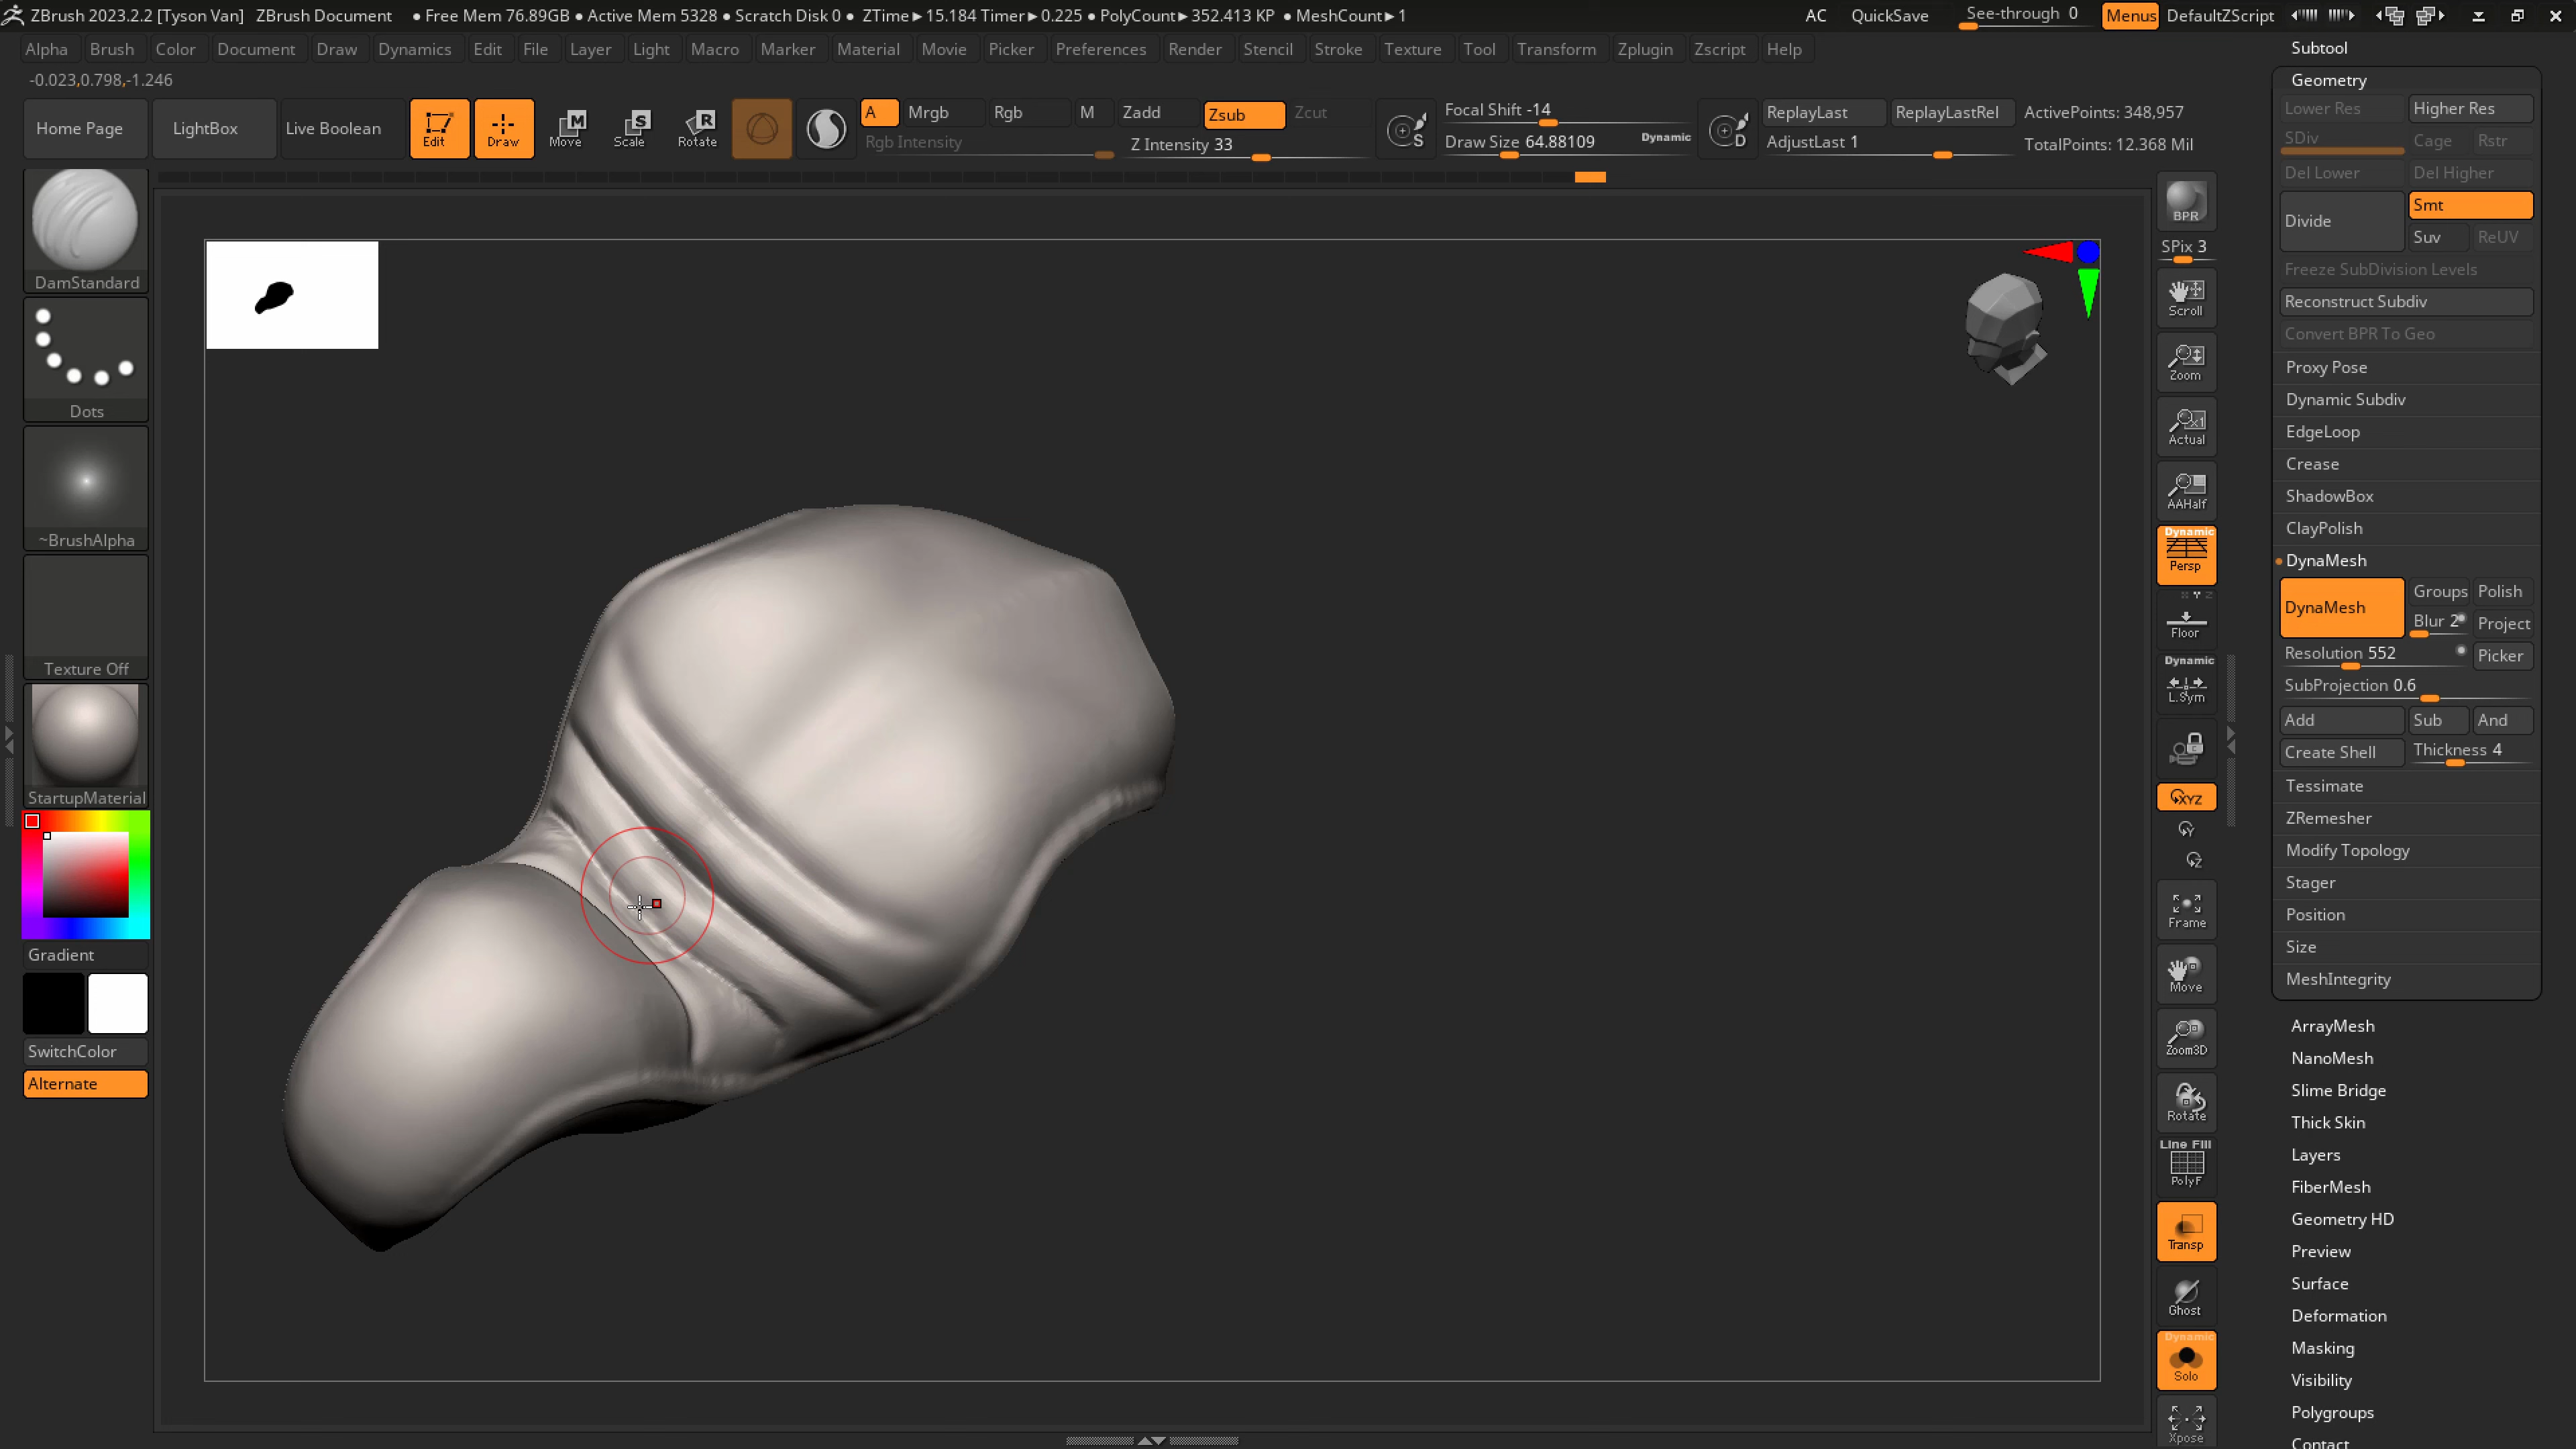 ZBrush 2023.2.2 [Tyson Van] ZBrush Document • Free Mem 76.89GB • Active Mem 5328 • Scratch Disk 0 • ZTime►15.184 Timer►0.225 • PolyCount►352.413 KP • MeshCount►1 AC QuickSave See-through 0 Menus DefaultZScript
Alpha Brush Color Document Draw Dynamics Edit File Layer Light Macro Marker Material Movie Picker Preferences Render Stencil Stroke Texture Tool Transform Zplugin Zscript Help
-0.023,0.798,-1.246
Home Page LightBox Live Boolean Edit Draw Move Scale Rotate
M S R
A Mrgb Rgb M Zadd Zsub Zcut
Rgb Intensity Z Intensity 33
S Focal Shift -14
Draw Size 64.88109 Dynamic
D ReplayLast ReplayLastRel ActivePoints: 348,957
AdjustLast 1 TotalPoints: 12.368 Mil
DamStandard
Dots
~BrushAlpha
Texture Off
StartupMaterial
Gradient
SwitchColor
Alternate
BPR
SPix 3
Scroll
Zoom
Actual
AAHalf
Dynamic
Persp
Floor
Dynamic
L.Sym
XYZ
Y
Z
Frame
Move
Zoom3D
Rotate
Line Fill
PolyF
Transp
Ghost
Dynamic
Solo
Xpose
Subtool
Geometry
Lower Res Higher Res
SDiv Cage Rstr
Del Lower Del Higher
Divide Smt
Suv ReUV
Freeze SubDivision Levels
Reconstruct Subdiv
Convert BPR To Geo
Proxy Pose
Dynamic Subdiv
EdgeLoop
Crease
ShadowBox
ClayPolish
DynaMesh
DynaMesh Groups Polish
Blur 2 Project
Resolution 552 Picker
SubProjection 0.6
Add Sub And
Create Shell Thickness 4
Tessimate
ZRemesher
Modify Topology
Stager
Position
Size
MeshIntegrity
ArrayMesh
NanoMesh
Slime Bridge
Thick Skin
Layers
FiberMesh
Geometry HD
Preview
Surface
Deformation
Masking
Visibility
Polygroups
Contact